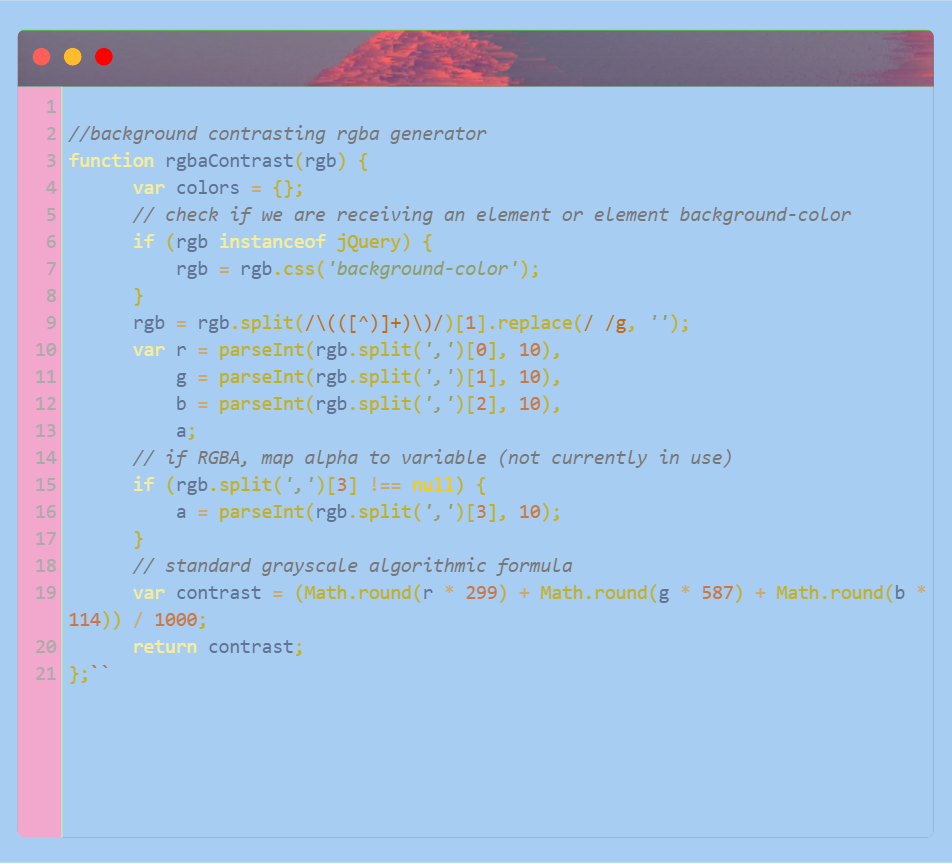 1
2 //background contrasting rgba generator
3 function rgbaContrast(rgb) {
4       var colors = {};
5       // check if we are receiving an element or element background-color
6       if (rgb instanceof jQuery) {
7           rgb = rgb.css('background-color');
8       }
9       rgb = rgb.split(/\(([^)]+)\)/)[1].replace(/ /g, '');
10       var r = parseInt(rgb.split(',')[0], 10),
11           g = parseInt(rgb.split(',')[1], 10),
12           b = parseInt(rgb.split(',')[2], 10),
13           a;
14       // if RGBA, map alpha to variable (not currently in use)
15       if (rgb.split(',')[3] !== null) {
16           a = parseInt(rgb.split(',')[3], 10);
17       }
18       // standard grayscale algorithmic formula
19       var contrast = (Math.round(r * 299) + Math.round(g * 587) + Math.round(b *
114)) / 1000;
20       return contrast;
21 };``